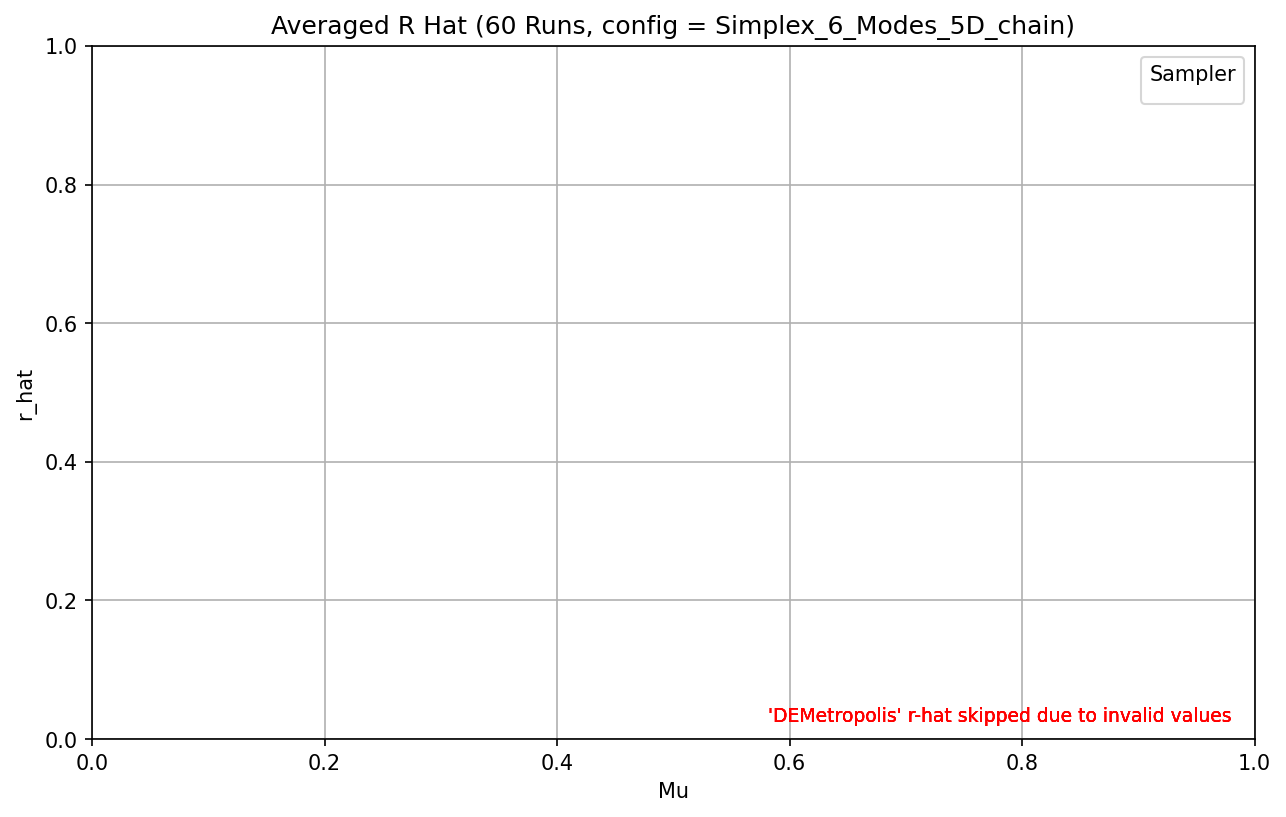 Averaged R Hat (60 Runs, config = Simplex_6_Modes_5D_chain)
1.0
Sampler
0.8
0.6
r_hat
0.4
0.2
'DEMetropolis' r-hat skipped due to invalid values
0.0
0.0 0.2 0.4 0.6 0.8 1.0
Mu